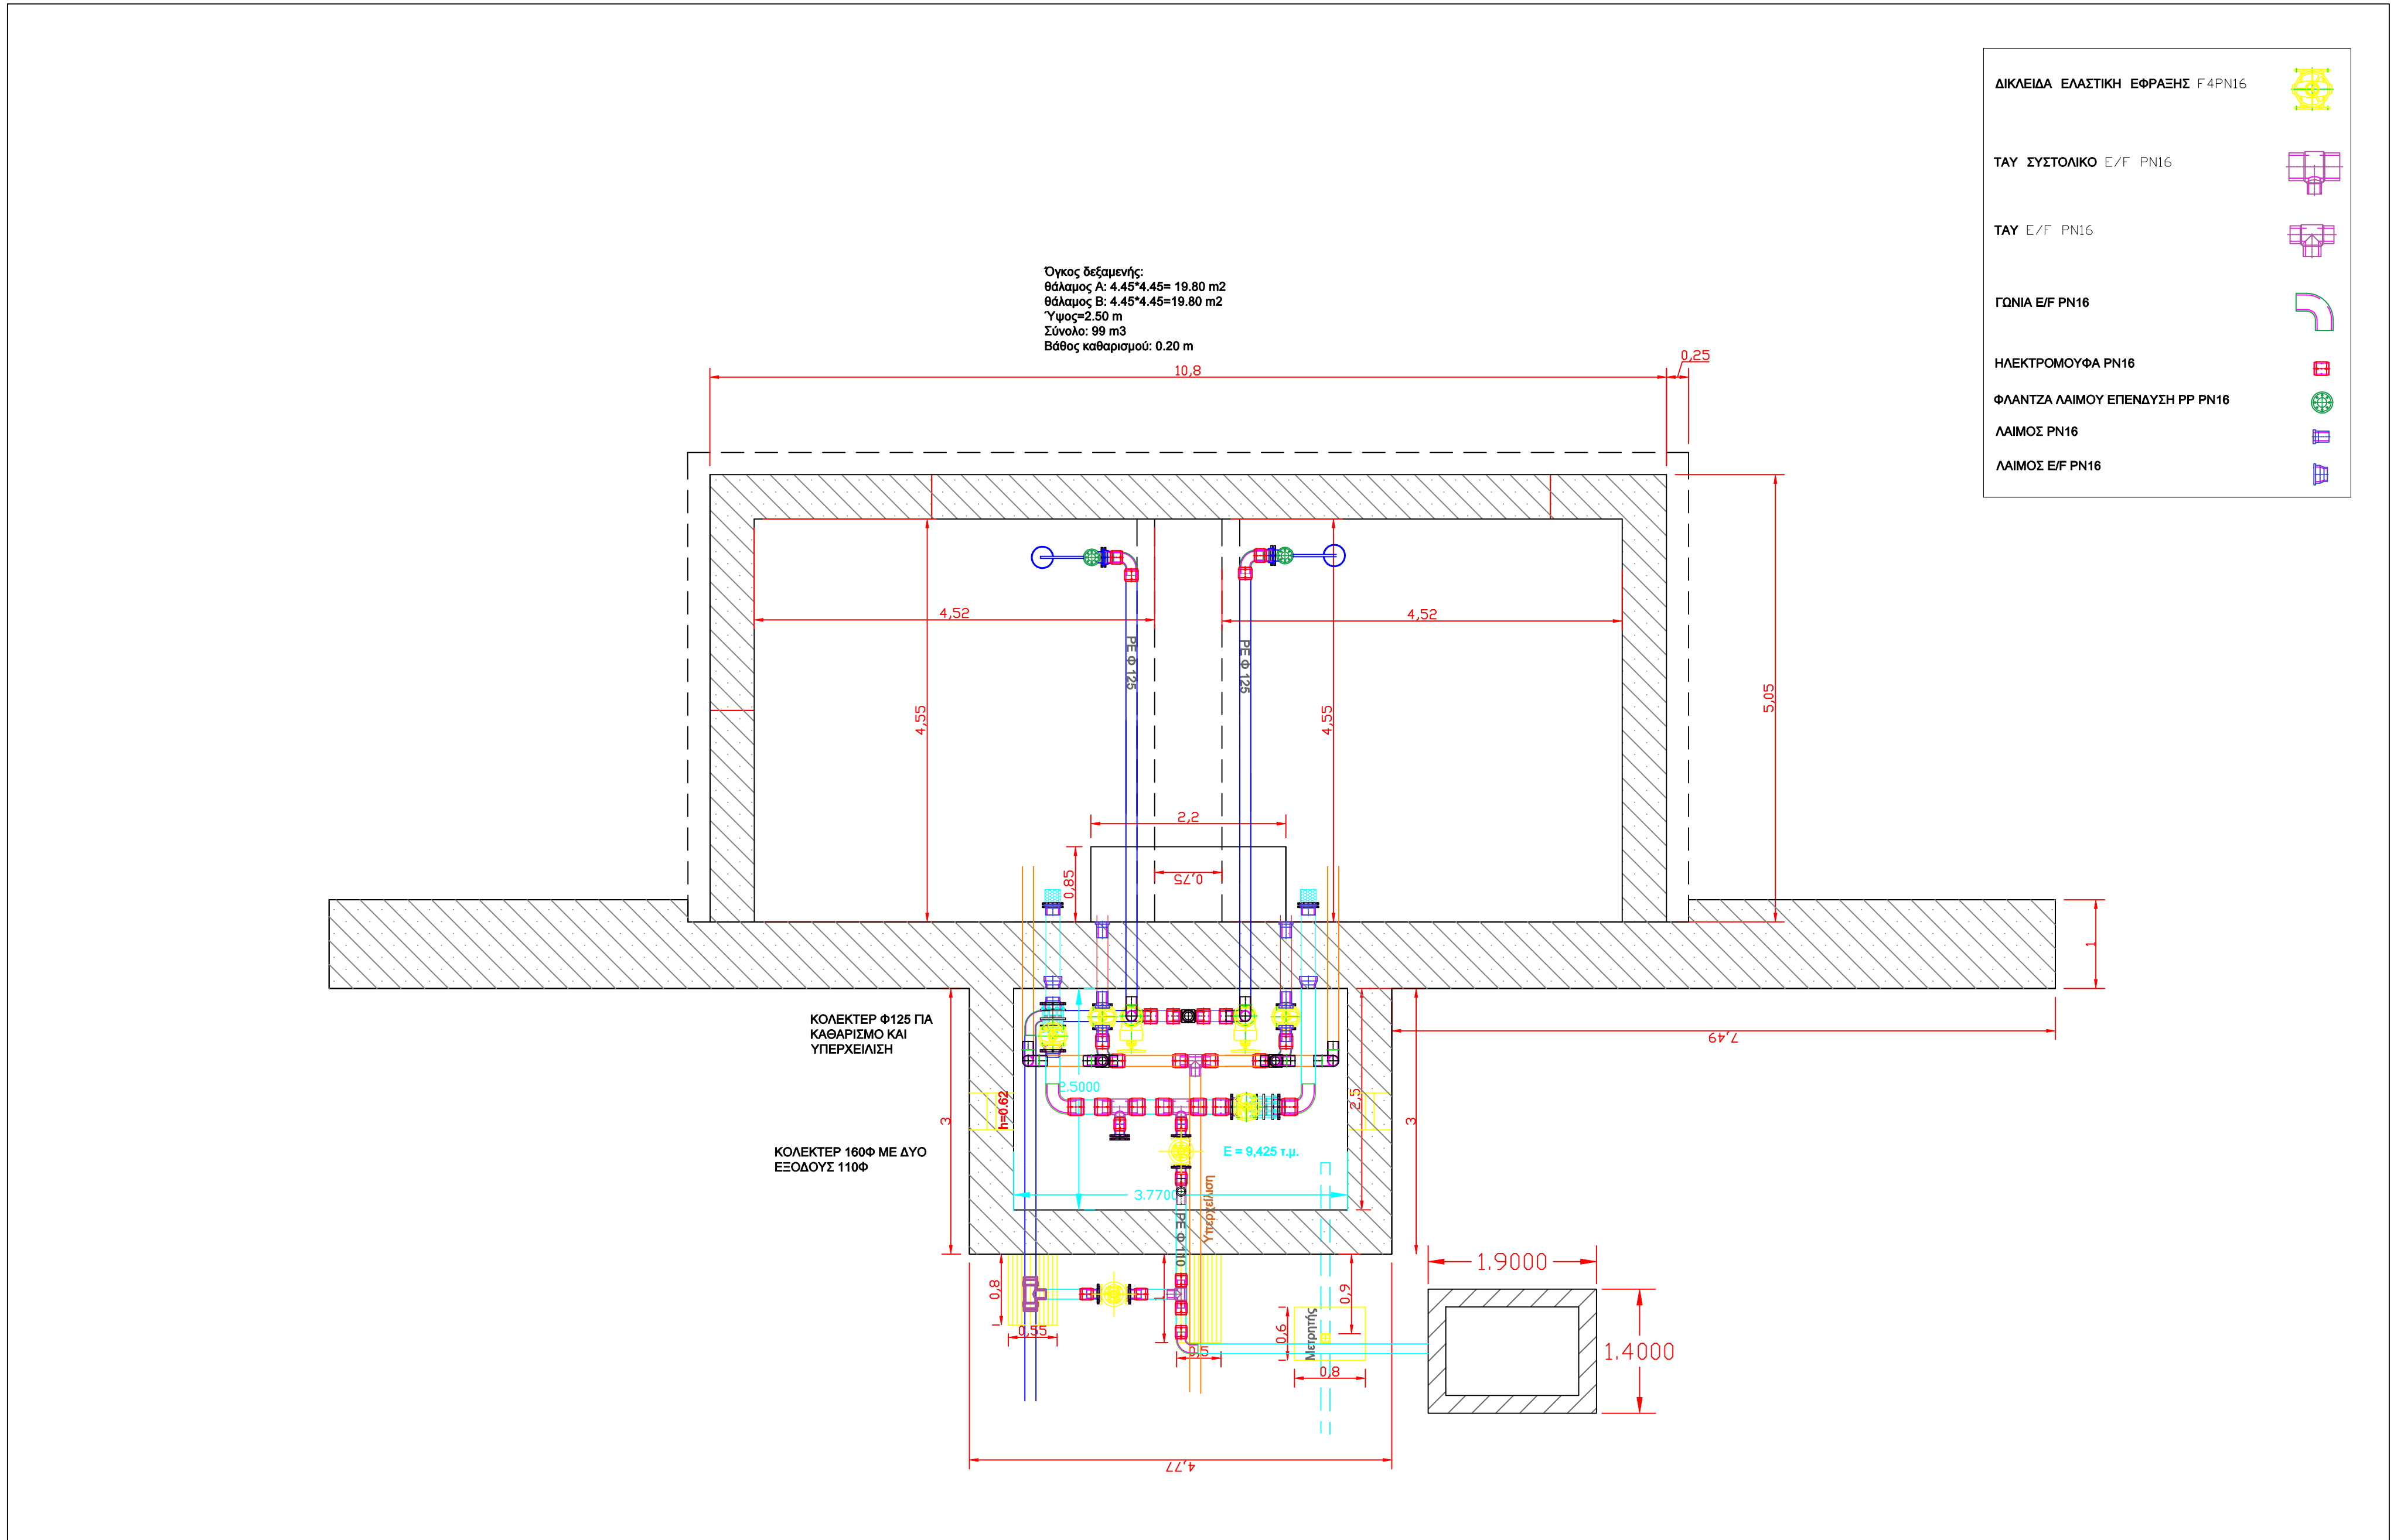 ΔΙΚΛΕΙΔΑ ΕΛΑΣΤΙΚΗ ΕΦΡΑΞΗΣ F4PN16
ΤΑΥ ΣΥΣΤΟΛΙΚΟ E/F PN16
ΤΑΥ E/F PN16
ΓΩΝΙΑ E/F PN16
ΗΛΕΚΤΡΟΜΟΥΦΑ PN16
ΦΛΑΝΤΖΑ ΛΑΙΜΟΥ ΕΠΕΝΔΥΣΗ PP PN16
ΛΑΙΜΟΣ PN16
ΛΑΙΜΟΣ E/F PN16
Όγκος δεξαμενής:
θάλαμος Α: 4.45*4.45= 19.80 m2
θάλαμος Β: 4.45*4.45=19.80 m2
Ύψος=2.50 m
Σύνολο: 99 m3
Βάθος καθαρισμού: 0.20 m
10,8
0,25
4,52
4,52
PE Φ 125
PE Φ 125
4,55
4,55
5,05
2,2
0,85
0,75
1
7,49
ΚΟΛΕΚΤΕΡ Φ125 ΓΙΑ
ΚΑΘΑΡΙΣΜΟ ΚΑΙ
ΥΠΕΡΧΕΙΛΙΣΗ
2.5000
2,5
h=0.62
3
3
ΚΟΛΕΚΤΕΡ 160Φ ΜΕ ΔΥΟ
ΕΞΟΔΟΥΣ 110Φ
E = 9,425 τ.μ.
3.7700
Υπερχείλιση
PE Φ 110
0,8
0,55
0,5
0,9
0,6
Μετρητής
0,8
1.9000
1.4000
4,77